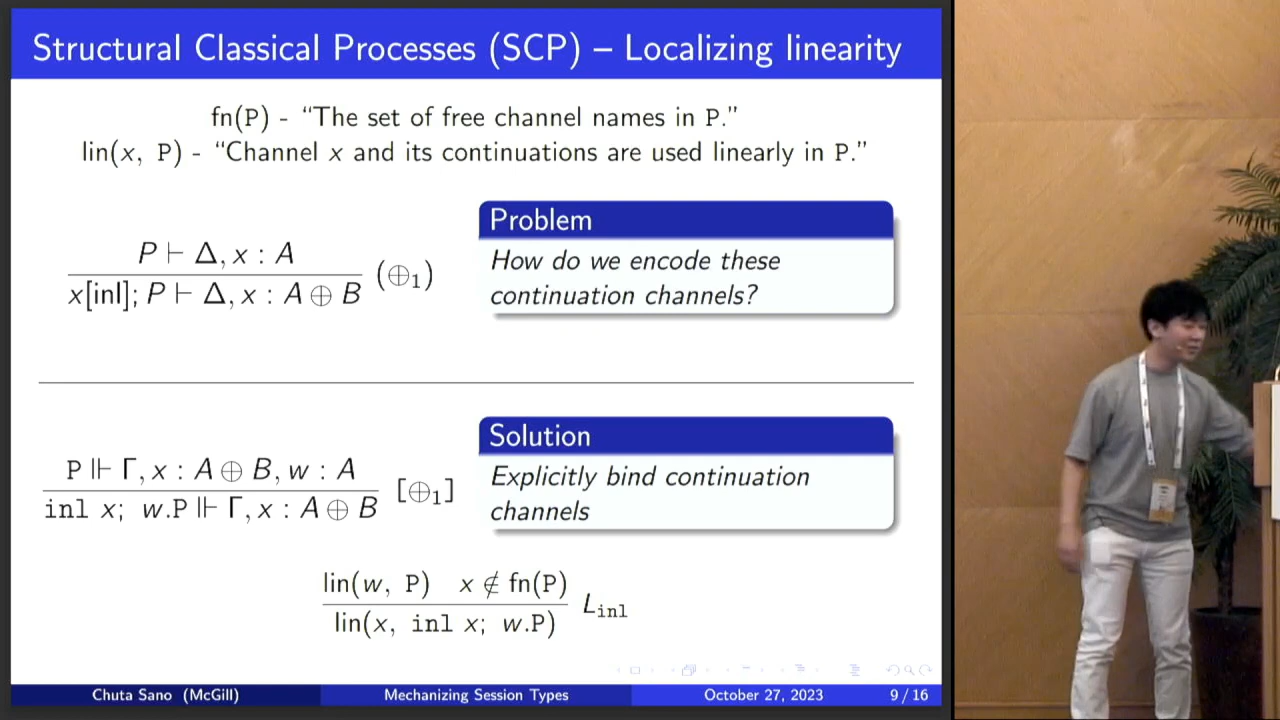 Structural Classical Processes (SCP) – Localizing linearity
fn(P) - “The set of free channel names in P.”
lin(x, P) - “Channel x and its continuations are used linearly in P.”
P ⊢ Δ, x : A
x[inl]; P ⊢ Δ, x : A ⊕ B (⊕₁)
Problem
How do we encode these
continuation channels?
P ⊩ Γ, x : A ⊕ B, w : A
inl x; w.P ⊩ Γ, x : A ⊕ B [⊕₁]
Solution
Explicitly bind continuation
channels
lin(w, P) x ∉ fn(P)
lin(x, inl x; w.P) L_inl
Chuta Sano (McGill) Mechanizing Session Types October 27, 2023 9 / 16